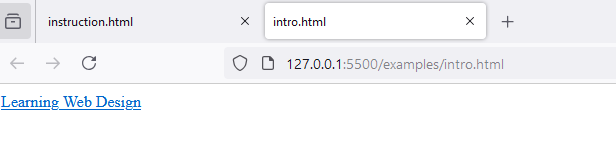 instruction.html
intro.html
127.0.0.1:5500/examples/intro.html
Learning Web Design